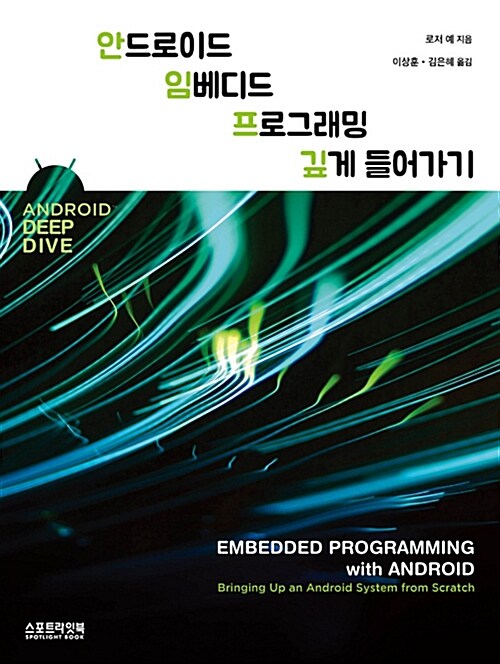 안드로이드
임베디드
프로그래밍
깊게 들어가기
로저 예 지음
이상훈 • 김은혜 옮김
ANDROID™
DEEP
DIVE
EMBEDDED PROGRAMMING
with ANDROID
Bringing Up an Android System from Scratch
스포트라잇북
SPOTLIGHT BOOK